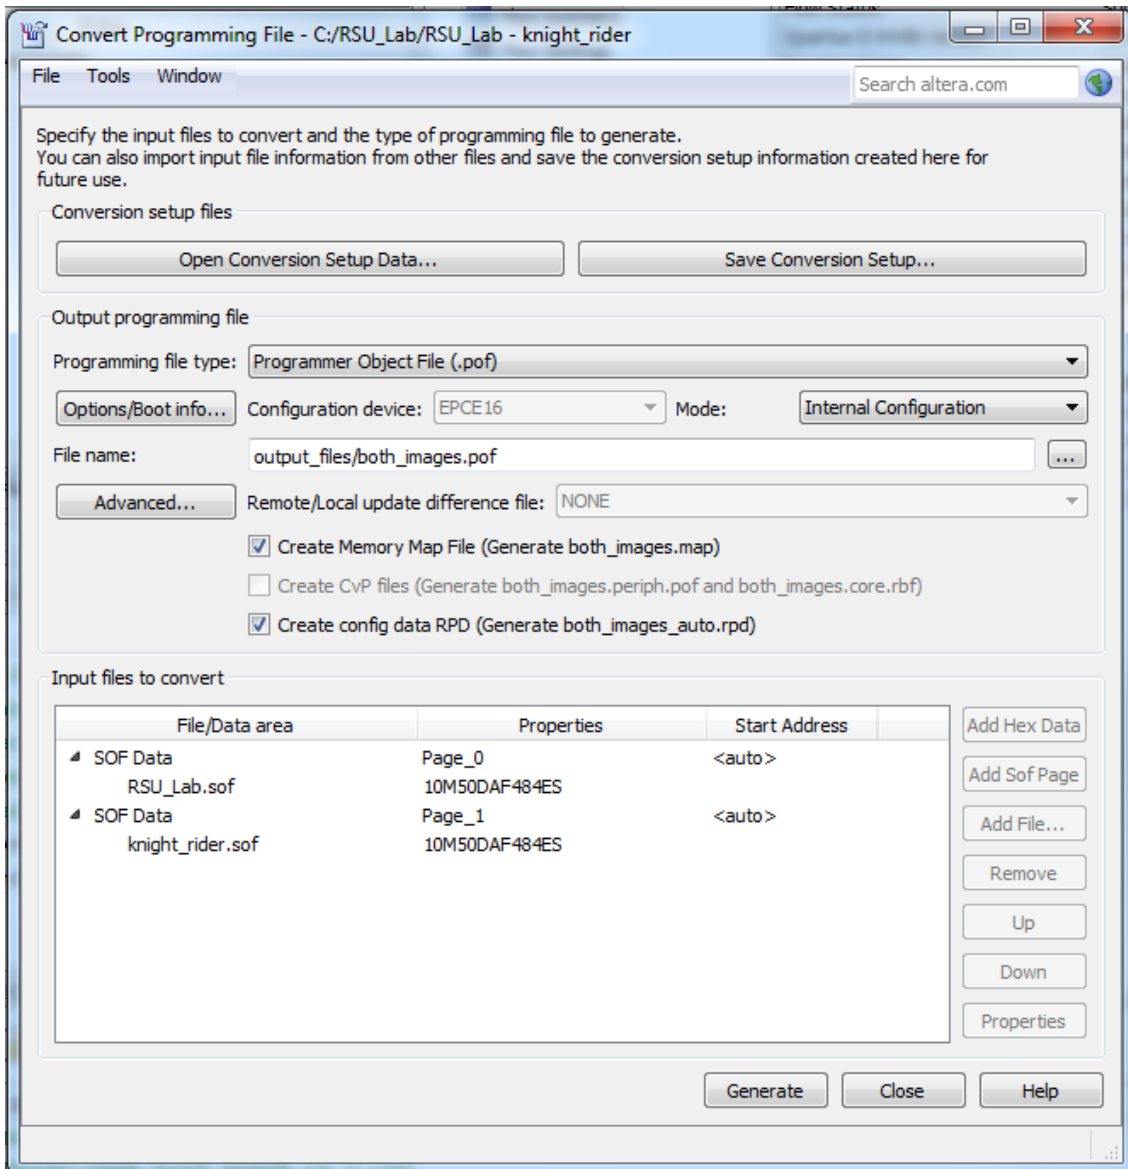 Convert Programming File - C:/RSU_Lab/RSU_Lab - knight_rider
File Tools Window Search altera.com
Specify the input files to convert and the type of programming file to generate.
You can also import input file information from other files and save the conversion setup information created here for
future use.
Conversion setup files
Open Conversion Setup Data... Save Conversion Setup...
Output programming file
Programming file type: Programmer Object File (.pof)
Options/Boot info... Configuration device: EPCE16 Mode: Internal Configuration
File name: output_files/both_images.pof ...
Advanced... Remote/Local update difference file: NONE
Create Memory Map File (Generate both_images.map)
Create CvP files (Generate both_images.periph.pof and both_images.core.rbf)
Create config data RPD (Generate both_images_auto.rpd)
Input files to convert
File/Data area Properties Start Address
SOF Data Page_0 <auto>
RSU_Lab.sof 10M50DAF484ES
SOF Data Page_1 <auto>
knight_rider.sof 10M50DAF484ES
Add Hex Data
Add Sof Page
Add File...
Remove
Up
Down
Properties
Generate Close Help